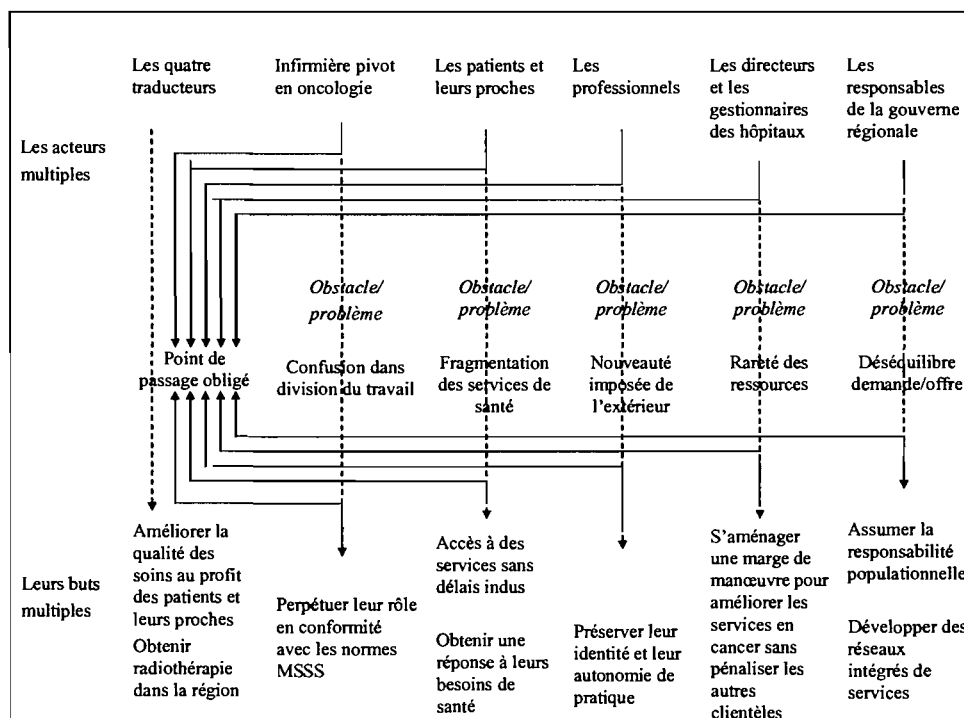 Les quatre
traducteurs
Infirmière pivot
en oncologie
Les patients et
leurs proches
Les
professionnels
Les directeurs
et les
gestionnaires
des hôpitaux
Les
responsables
de la gouverne
régionale
Les acteurs
multiples
Obstacle/
problème
Obstacle/
problème
Obstacle/
problème
Obstacle/
problème
Obstacle/
problème
Point de
passage obligé
Confusion dans
division du travail
Fragmentation
des services de
santé
Nouveauté
imposée de
l'extérieur
Rareté des
ressources
Déséquilibre
demande/offre
Leurs buts
multiples
Améliorer la
qualité des
soins au profit
des patients et
leurs proches
Obtenir
radiothérapie
dans la région
Perpétuer leur rôle
en conformité
avec les normes
MSSS
Accès à des
services sans
délais indus
Obtenir une
réponse à leurs
besoins de
santé
Préserver leur
identité et leur
autonomie de
pratique
S'aménager
une marge de
manœuvre pour
améliorer les
services en
cancer sans
pénaliser les
autres
clientèles
Assumer la
responsabilité
populationnelle
Développer des
réseaux
intégrés de
services